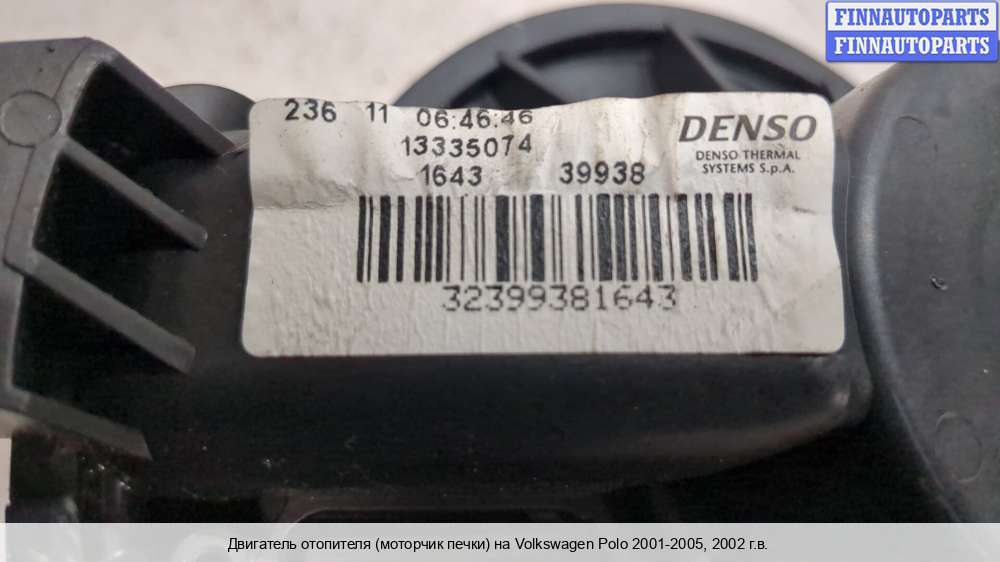 FINNAUTOPARTS
FINNAUTOPARTS
236 11 06:46:46
13335074
1643 39938
DENSO
DENSO THERMAL
SYSTEMS S.p.A.
32399381643
Двигатель отопителя (моторчик печки) на Volkswagen Polo 2001-2005, 2002 г.в.